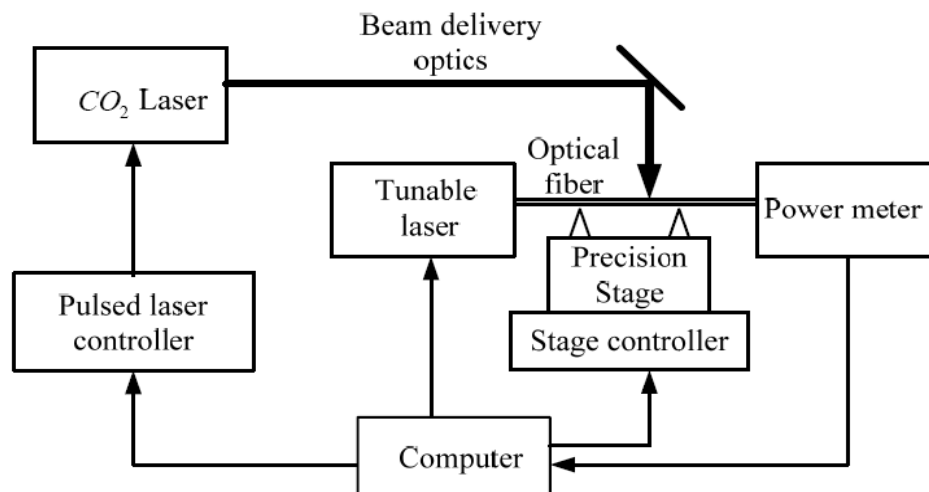 Beam delivery
optics
CO₂ Laser
Optical
fiber
Tunable
laser
Power meter
Precision
Stage
Pulsed laser
controller
Stage controller
Computer